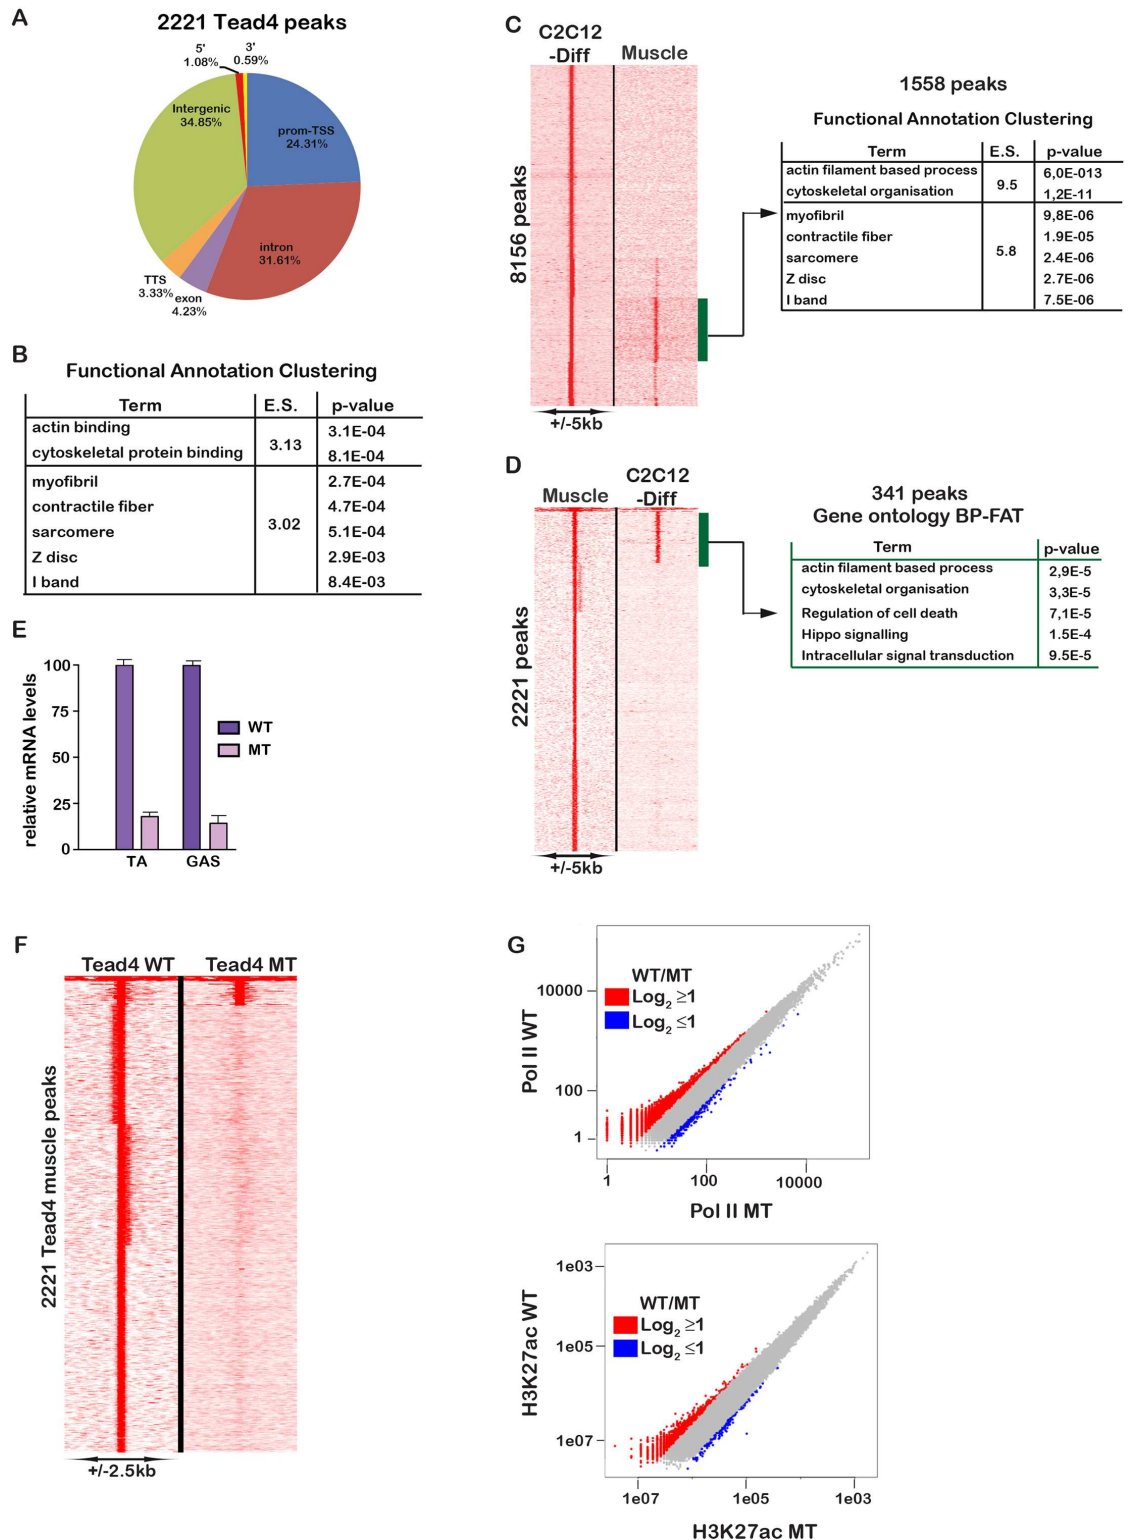 A
2221 Tead4 peaks
5'
1.08%
3'
0.59%
Intergenic
34.85%
prom-TSS
24.31%
intron
31.61%
TTS
3.33%
exon
4.23%
B
Functional Annotation Clustering
Term E.S. p-value
actin binding 3.1E-04
3.13
cytoskeletal protein binding 8.1E-04
myofibril 2.7E-04
contractile fiber 4.7E-04
sarcomere 3.02 5.1E-04
Z disc 2.9E-03
I band 8.4E-03
C
C2C12
-Diff
Muscle
8156 peaks
+/-5kb
1558 peaks
Functional Annotation Clustering
Term E.S. p-value
actin filament based process 6,0E-013
9.5
cytoskeletal organisation 1,2E-11
myofibril 9,8E-06
contractile fiber 1.9E-05
sarcomere 5.8 2.4E-06
Z disc 2.7E-06
I band 7.5E-06
D
Muscle
C2C12
-Diff
2221 peaks
+/-5kb
341 peaks
Gene ontology BP-FAT
Term p-value
actin filament based process 2,9E-5
cytoskeletal organisation 3,3E-5
Regulation of cell death 7,1E-5
Hippo signalling 1.5E-4
Intracellular signal transduction 9.5E-5
E
relative mRNA levels
100
75
50
25
0
TA GAS
WT
MT
F
Tead4 WT Tead4 MT
2221 Tead4 muscle peaks
+/-2.5kb
G
WT/MT
Log2 ≥1
Log2 ≤1
Pol II WT
10000
100
1
1 100 10000
Pol II MT
WT/MT
Log2 ≥1
Log2 ≤1
H3K27ac WT
1e03
1e05
1e07
1e07 1e05 1e03
H3K27ac MT